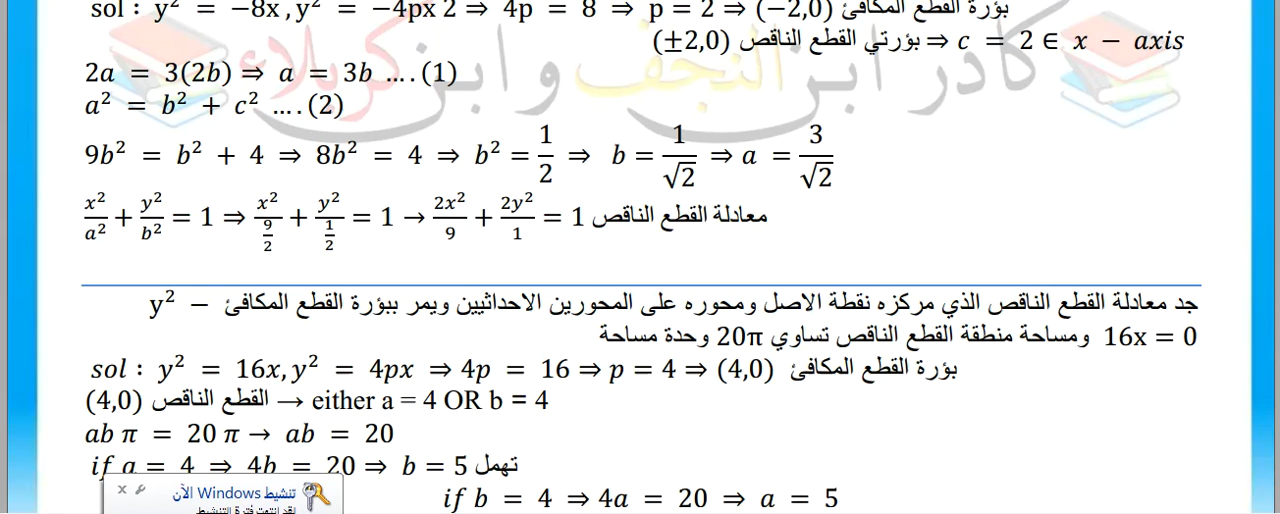 sol : y² = −8x , y² = −4px 2 ⇒ 4p = 8 ⇒ p = 2 ⇒ (−2,0) بؤرة القطع المكافئ
(±2,0) بؤرتي القطع الناقص ⇒ c = 2 ∈ x − axis
2a = 3(2b) ⇒ a = 3b ….(1)
a² = b² + c² ….(2)
9b² = b² + 4 ⇒ 8b² = 4 ⇒ b² = 1/2 ⇒ b = 1/√2 ⇒ a = 3/√2
x²/a² + y²/b² = 1 ⇒ x²/(9/2) + y²/(1/2) = 1 → 2x²/9 + 2y²/1 = 1 معادلة القطع الناقص
كادر ابن النجف وابن كربلاء
جد معادلة القطع الناقص الذي مركزه نقطة الاصل ومحوره على المحورين الاحداثيين ويمر ببؤرة القطع المكافئ y² −
16x = 0 ومساحة منطقة القطع الناقص تساوي 20π وحدة مساحة
sol : y² = 16x, y² = 4px ⇒ 4p = 16 ⇒ p = 4 ⇒ (4,0) بؤرة القطع المكافئ
(4,0) القطع الناقص → either a = 4 OR b = 4
ab π = 20 π → ab = 20
if a = 4 ⇒ 4b = 20 ⇒ b = 5 تهمل
if b = 4 ⇒ 4a = 20 ⇒ a = 5
تنشيط Windows الآن
لقد انتهت فترة التنشيط